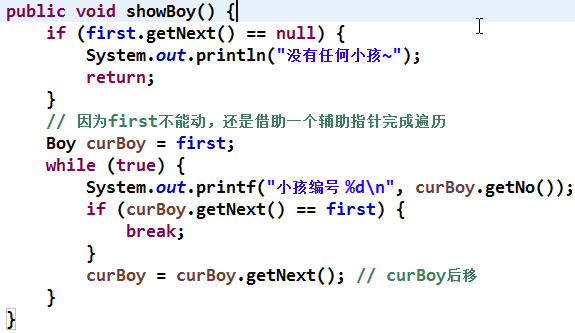 public void showBoy() {
    if (first.getNext() == null) {
        System.out.println("没有任何小孩~");
        return;
    }
    // 因为first不能动，还是借助一个辅助指针完成遍历
    Boy curBoy = first;
    while (true) {
        System.out.printf("小孩编号 %d\n", curBoy.getNo());
        if (curBoy.getNext() == first) {
            break;
        }
        curBoy = curBoy.getNext(); // curBoy后移
    }
}